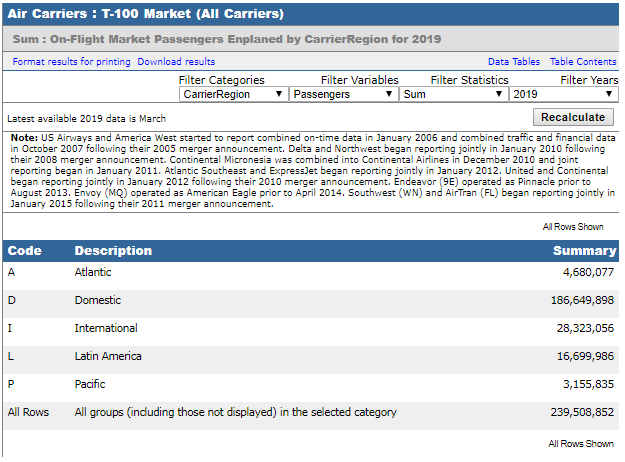 Air Carriers : T-100 Market (All Carriers)
Sum : On-Flight Market Passengers Enplaned by CarrierRegion for 2019
Format results for printing Download results Data Tables Table Contents
Filter Categories Filter Variables Filter Statistics Filter Years
CarrierRegion Passengers Sum 2019
Latest available 2019 data is March Recalculate
Note: US Airways and America West started to report combined on-time data in January 2006 and combined traffic and financial data
in October 2007 following their 2005 merger announcement. Delta and Northwest began reporting jointly in January 2010 following
their 2008 merger announcement. Continental Micronesia was combined into Continental Airlines in December 2010 and joint
reporting began in January 2011. Atlantic Southeast and ExpressJet began reporting jointly in January 2012. United and Continental
began reporting jointly in January 2012 following their 2010 merger announcement. Endeavor (9E) operated as Pinnacle prior to
August 2013. Envoy (MQ) operated as American Eagle prior to April 2014. Southwest (WN) and AirTran (FL) began reporting jointly in
January 2015 following their 2011 merger announcement.
All Rows Shown
Code Description Summary
A Atlantic 4,680,077
D Domestic 186,649,898
I International 28,323,056
L Latin America 16,699,986
P Pacific 3,155,835
All Rows All groups (including those not displayed) in the selected category 239,508,852
All Rows Shown